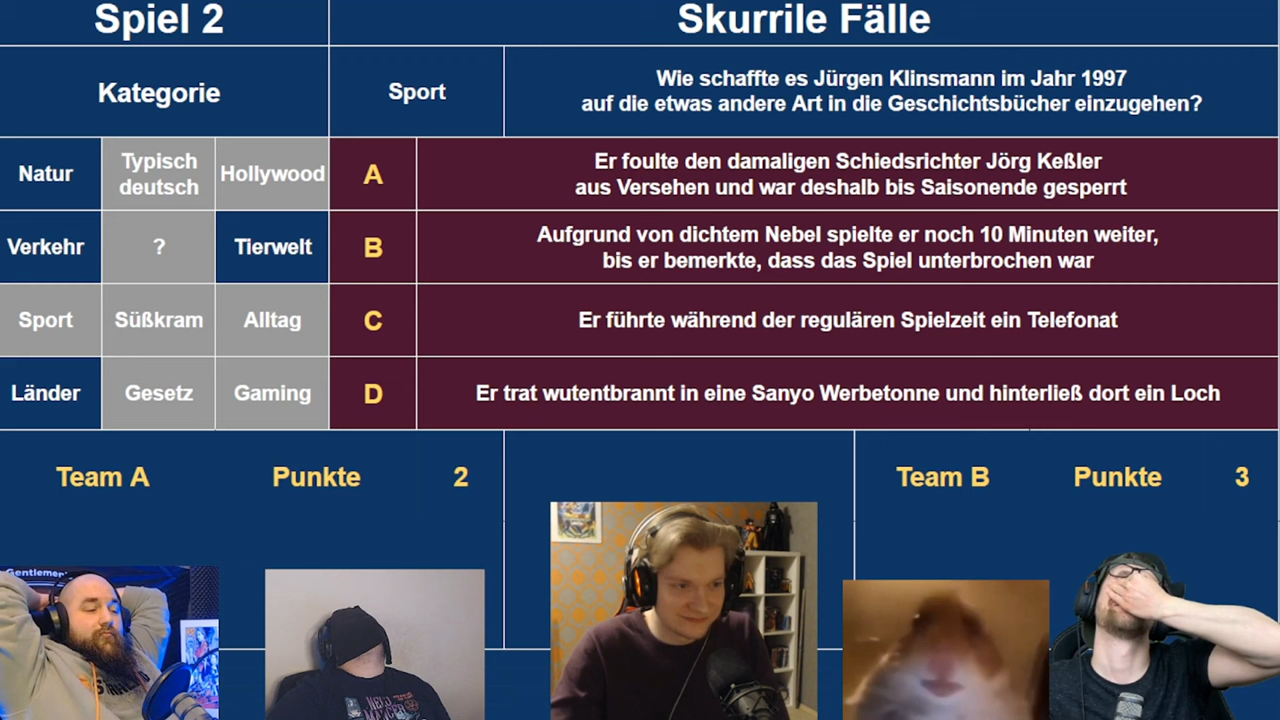 Spiel 2
Skurrile Fälle
Kategorie
Sport
Wie schaffte es Jürgen Klinsmann im Jahr 1997
auf die etwas andere Art in die Geschichtsbücher einzugehen?
Natur
Typisch
deutsch
Hollywood
A
Er foulte den damaligen Schiedsrichter Jörg Keßler
aus Versehen und war deshalb bis Saisonende gesperrt
Verkehr
?
Tierwelt
B
Aufgrund von dichtem Nebel spielte er noch 10 Minuten weiter,
bis er bemerkte, dass das Spiel unterbrochen war
Sport
Süßkram
Alltag
C
Er führte während der regulären Spielzeit ein Telefonat
Länder
Gesetz
Gaming
D
Er trat wutentbrannt in eine Sanyo Werbetonne und hinterließ dort ein Loch
Team A
Punkte
2
Team B
Punkte
3